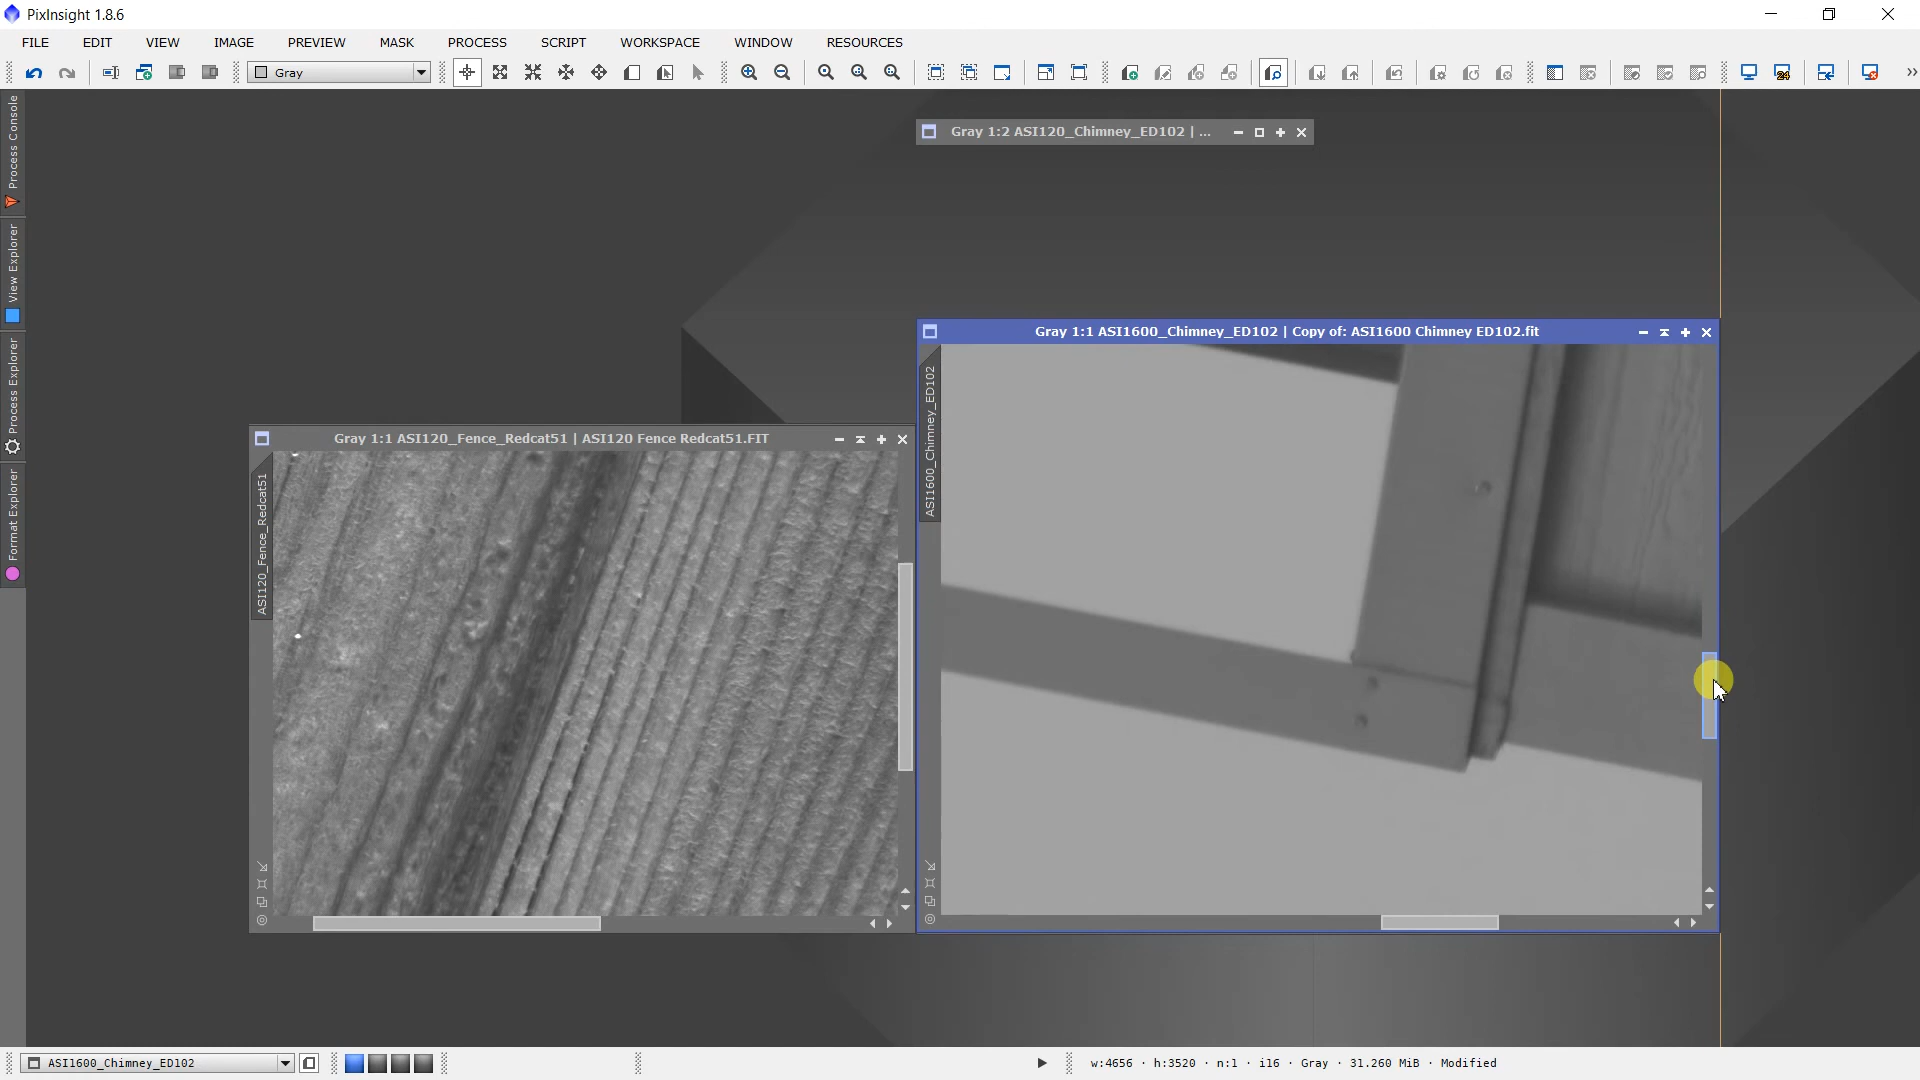 PixInsight 1.8.6
FILE EDIT VIEW IMAGE PREVIEW MASK PROCESS SCRIPT WORKSPACE WINDOW RESOURCES
Gray
24
Process Console
View Explorer
Process Explorer
Format Explorer
Gray 1:2 ASI120_Chimney_ED102 | ...
Gray 1:1 ASI1600_Chimney_ED102 | Copy of: ASI1600 Chimney ED102.fit
ASI1600_Chimney_ED102
Gray 1:1 ASI120_Fence_Redcat51 | ASI120 Fence Redcat51.FIT
ASI120_Fence_Redcat51
ASI1600_Chimney_ED102
w:4656 · h:3520 · n:1 · i16 · Gray · 31.260 MiB · Modified